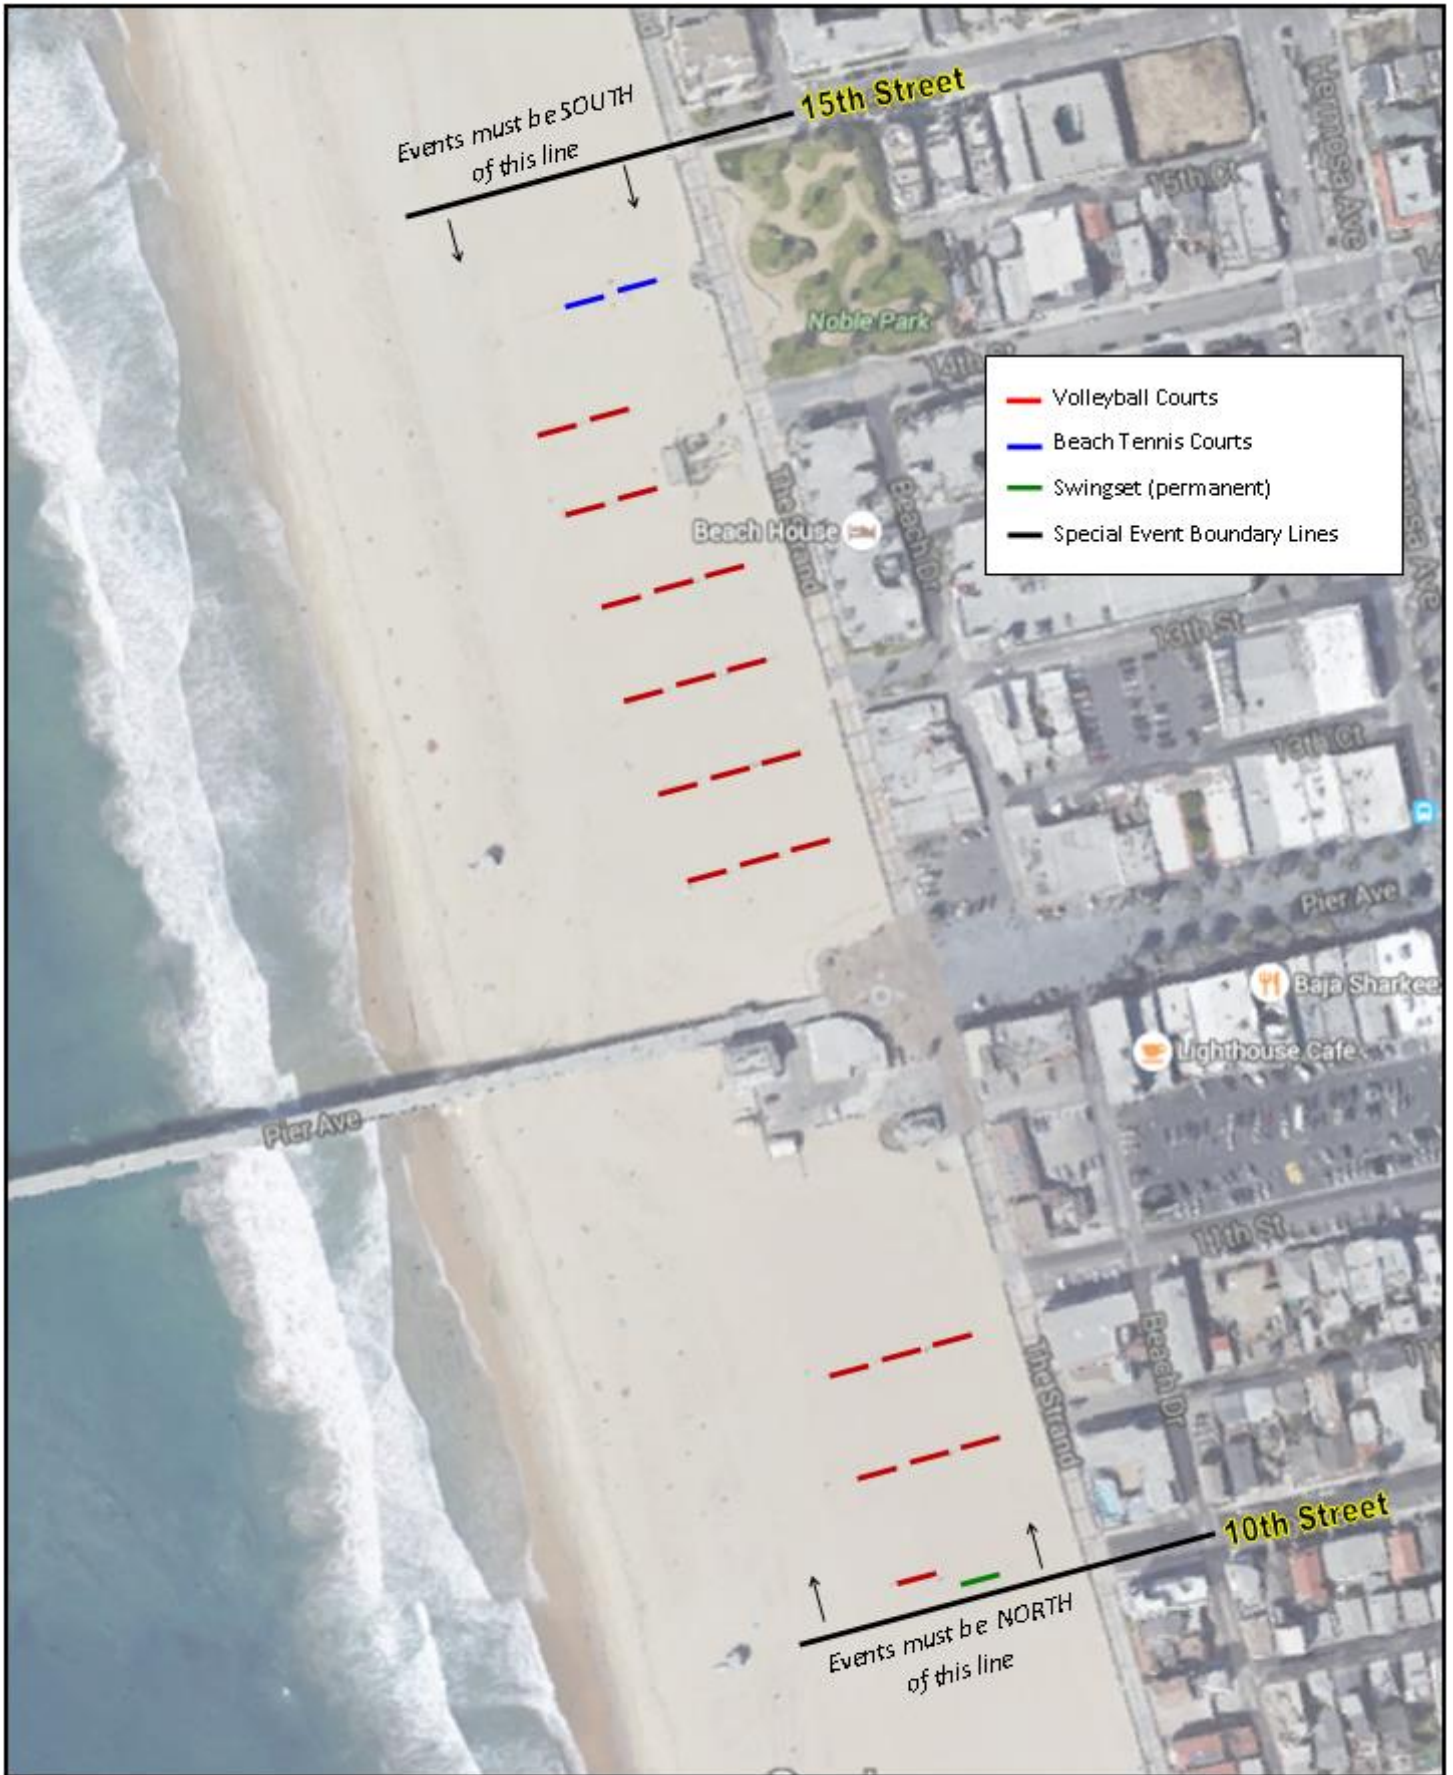 15th Street
Events must be SOUTH
of this line
Hermosa Ave
15th Ct
Noble Park
14th St
Volleyball Courts
Beach Tennis Courts
Swingset (permanent)
Special Event Boundary Lines
The Strand
Beach House
Beach Dr
13th St
13th Ct
Pier Ave
Baja Sharkee
Lighthouse Cafe
Pier Ave
11th St
Beach Dr
The Strand
10th Street
Events must be NORTH
of this line